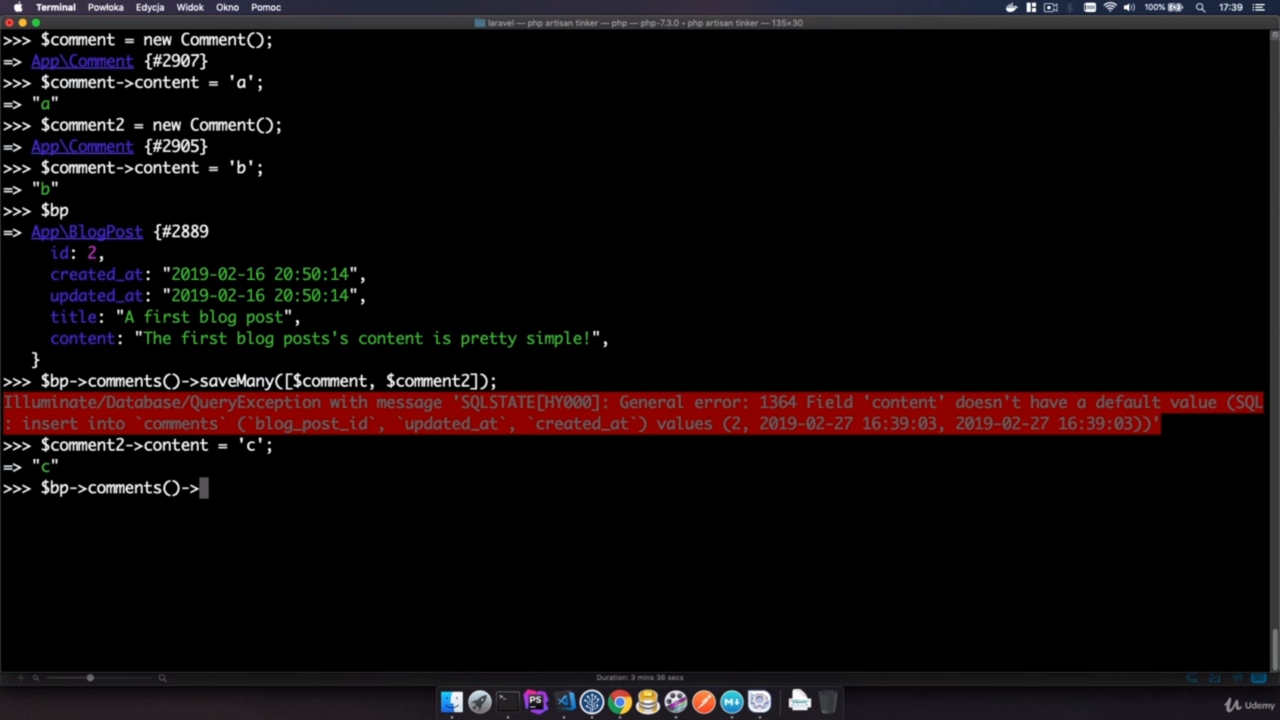 Terminal Powłoka Edycja Widok Okno Pomoc 100% 17:39
laravel — php artisan tinker — php — php-7.3.0 • php artisan tinker — 135×30
>>> $comment = new Comment();
=> App\Comment {#2907}
>>> $comment->content = 'a';
=> "a"
>>> $comment2 = new Comment();
=> App\Comment {#2905}
>>> $comment->content = 'b';
=> "b"
>>> $bp
=> App\BlogPost {#2889
id: 2,
created_at: "2019-02-16 20:50:14",
updated_at: "2019-02-16 20:50:14",
title: "A first blog post",
content: "The first blog posts's content is pretty simple!",
}
>>> $bp->comments()->saveMany([$comment, $comment2]);
Illuminate/Database/QueryException with message 'SQLSTATE[HY000]: General error: 1364 Field 'content' doesn't have a default value (SQL
: insert into `comments` (`blog_post_id`, `updated_at`, `created_at`) values (2, 2019-02-27 16:39:03, 2019-02-27 16:39:03))'
>>> $comment2->content = 'c';
=> "c"
>>> $bp->comments()->
Duration: 3 mins 36 secs
PS
M↓
Udemy